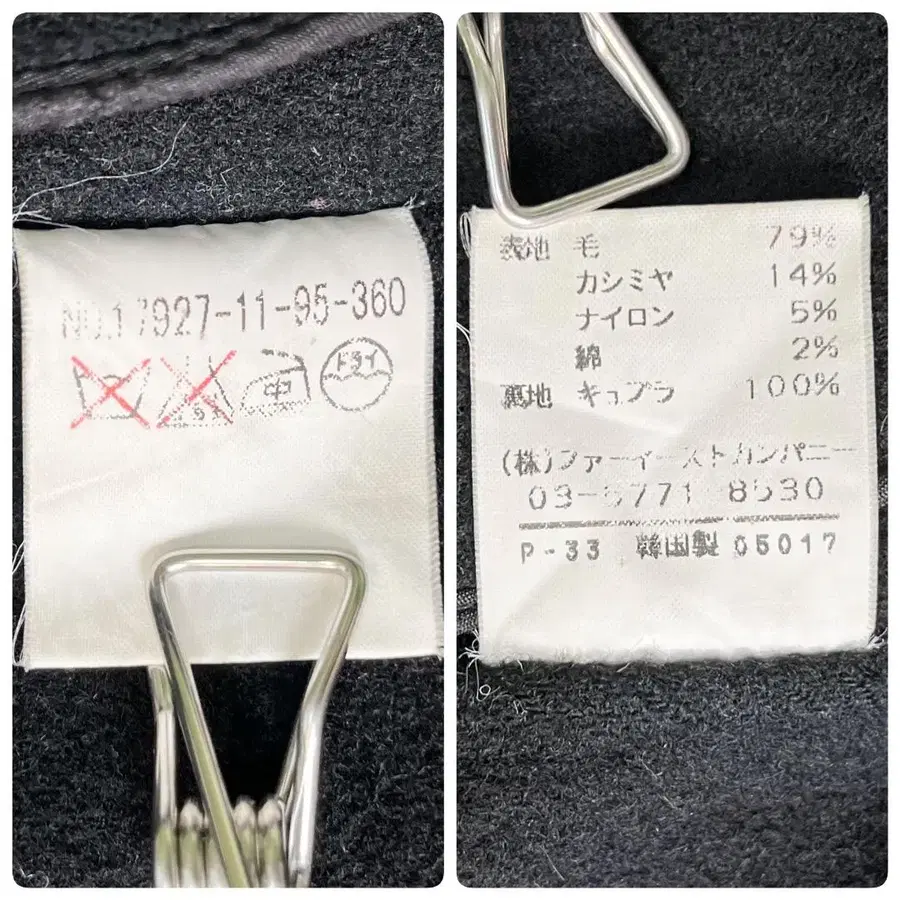 NO.17927-11-95-360
中 ドライ
表地 毛 79%
カシミヤ 14%
ナイロン 5%
綿 2%
裏地 キュプラ 100%
(株)ファーイーストカンパニー
03-5771-8530
P-33 韓国製 05017